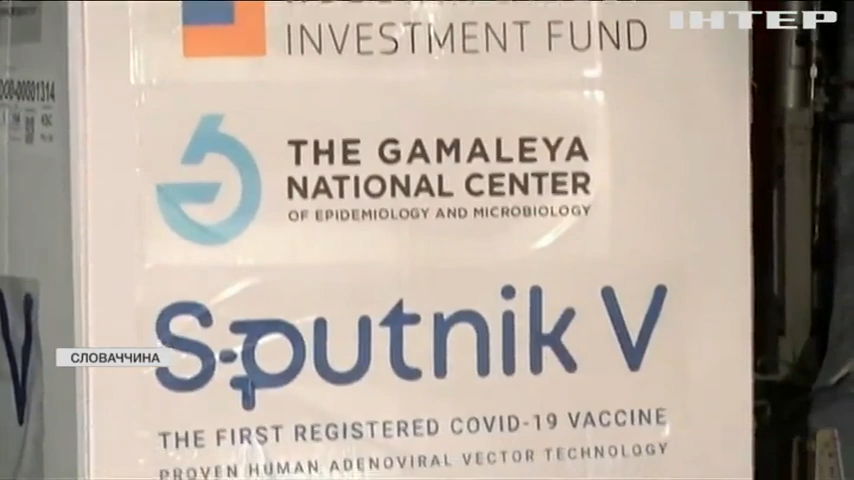 ІНТЕР
INVESTMENT FUND
-00001314
THE GAMALEYA
NATIONAL CENTER
OF EPIDEMIOLOGY AND MICROBIOLOGY
Sputnik V
V
СЛОВАЧЧИНА
THE FIRST REGISTERED COVID-19 VACCINE
PROVEN HUMAN ADENOVIRAL VECTOR TECHNOLOGY